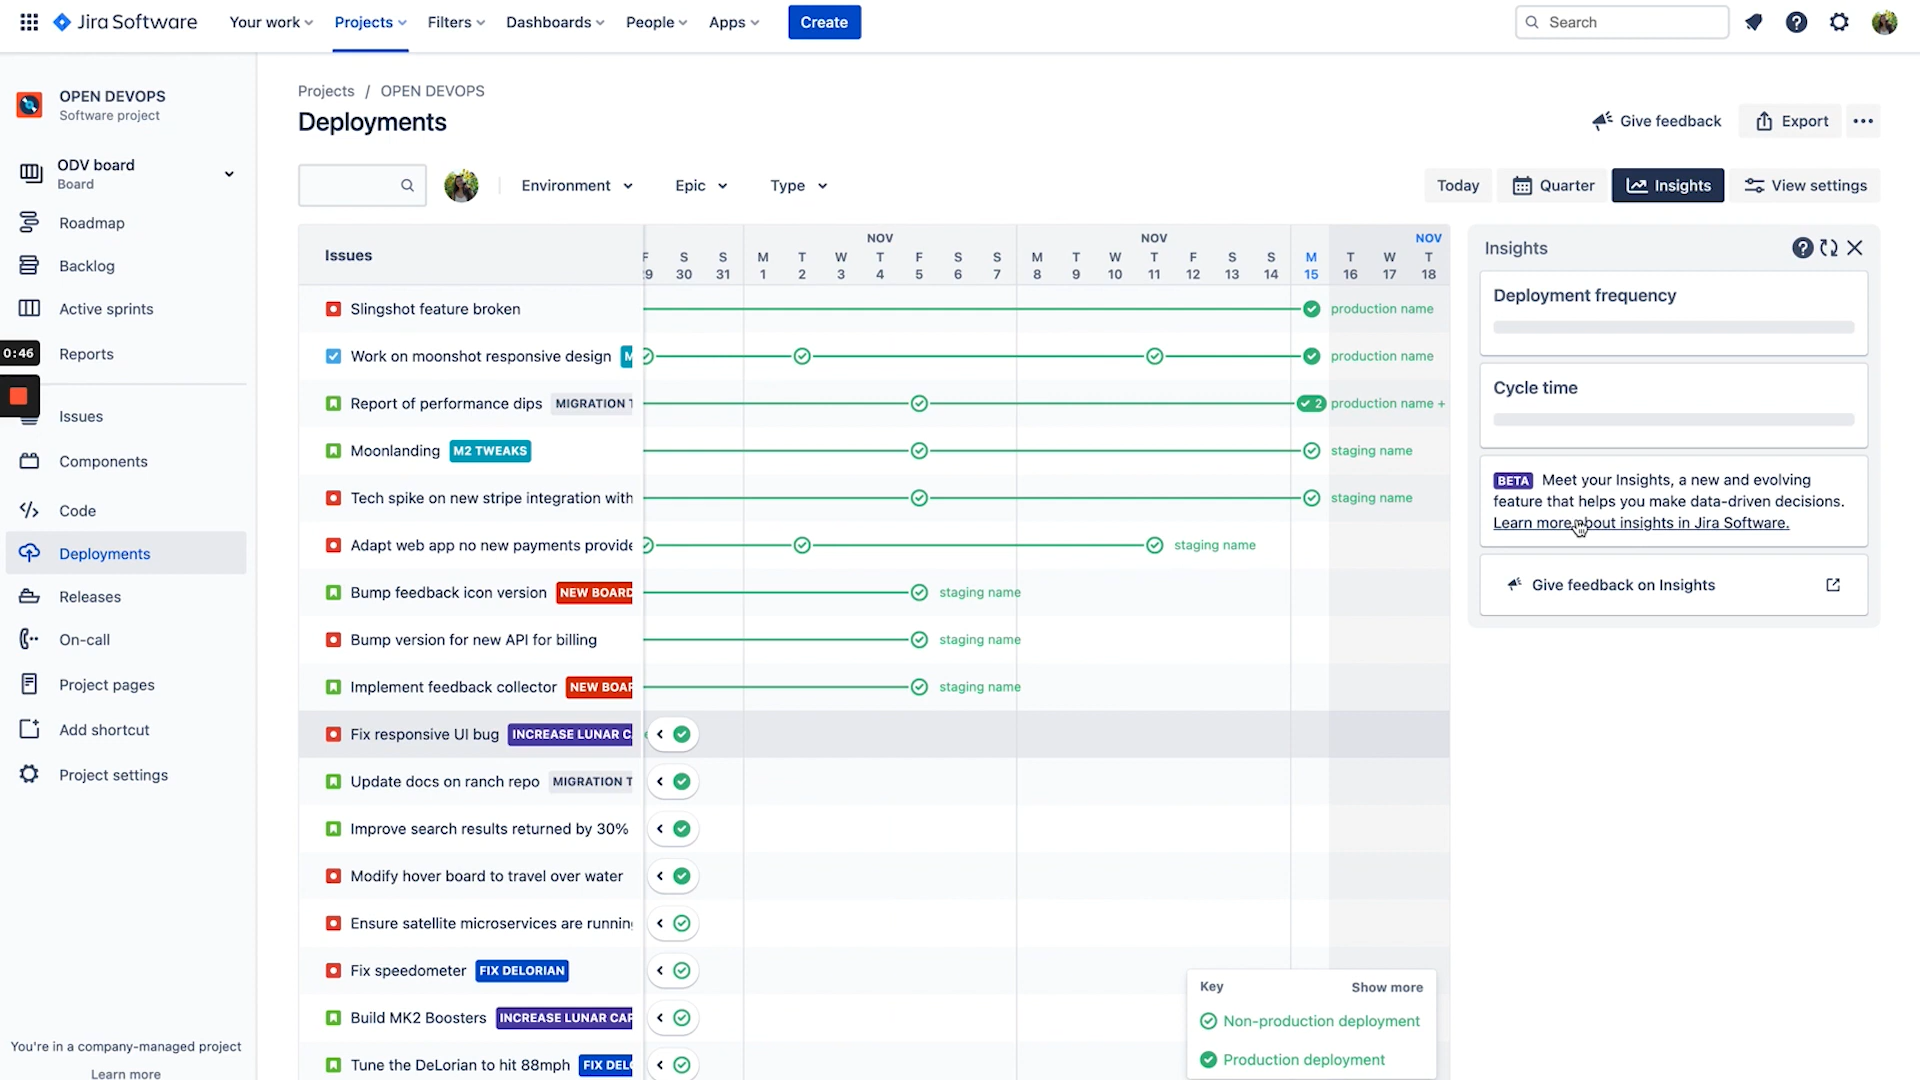 Jira Software
Your work
Projects
Filters
Dashboards
People
Apps
Create
Search
OPEN DEVOPS
Software project
ODV board
Board
Roadmap
Backlog
Active sprints
0:46
Reports
Issues
Components
Code
Deployments
Releases
On-call
Project pages
Add shortcut
Project settings
You're in a company-managed project
Learn more
Projects / OPEN DEVOPS
Deployments
Give feedback
Export
Environment
Epic
Type
Today
Quarter
Insights
View settings
Issues
NOV NOV NOV
F S S M T W T F S S M T W T F S S M T W T
29 30 31 1 2 3 4 5 6 7 8 9 10 11 12 13 14 15 16 17 18
Slingshot feature broken production name
Work on moonshot responsive design M production name
Report of performance dips MIGRATION T 2 production name +
Moonlanding M2 TWEAKS staging name
Tech spike on new stripe integration with staging name
Adapt web app no new payments provide staging name
Bump feedback icon version NEW BOARD staging name
Bump version for new API for billing staging name
Implement feedback collector NEW BOAR staging name
Fix responsive UI bug INCREASE LUNAR CA
Update docs on ranch repo MIGRATION T
Improve search results returned by 30%
Modify hover board to travel over water
Ensure satellite microservices are running
Fix speedometer FIX DELORIAN
Build MK2 Boosters INCREASE LUNAR CAP
Tune the DeLorian to hit 88mph FIX DELO
Key Show more
Non-production deployment
Production deployment
Insights
Deployment frequency
Cycle time
BETA Meet your Insights, a new and evolving
feature that helps you make data-driven decisions.
Learn more about insights in Jira Software.
Give feedback on Insights